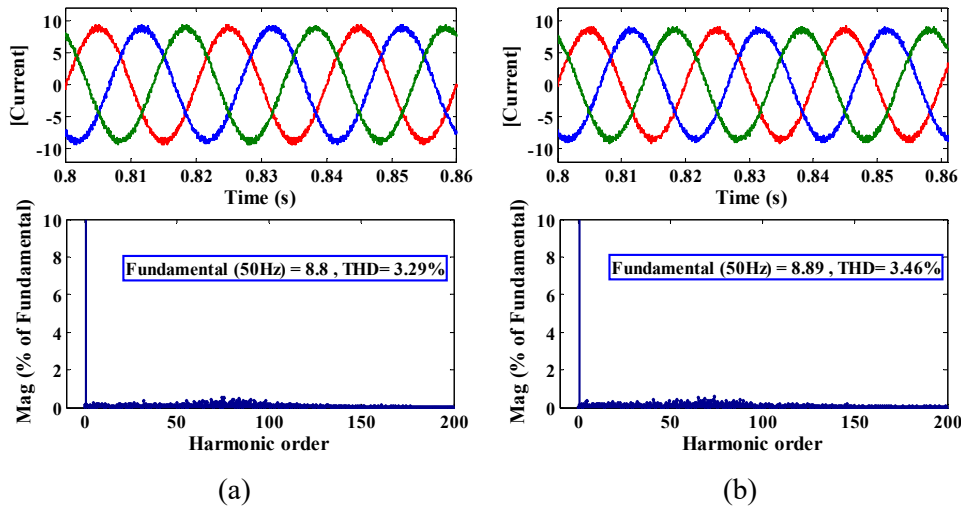 [Current]
10
5
0
-5
-10
0.8 0.81 0.82 0.83 0.84 0.85 0.86
Time (s)
Mag (% of Fundamental)
10
8
6
4
2
0
Fundamental (50Hz) = 8.8 , THD= 3.29%
0 50 100 150 200
Harmonic order
(a)
[Current]
10
5
0
-5
-10
0.8 0.81 0.82 0.83 0.84 0.85 0.86
Time (s)
Mag (% of Fundamental)
10
8
6
4
2
0
Fundamental (50Hz) = 8.89 , THD= 3.46%
0 50 100 150 200
Harmonic order
(b)